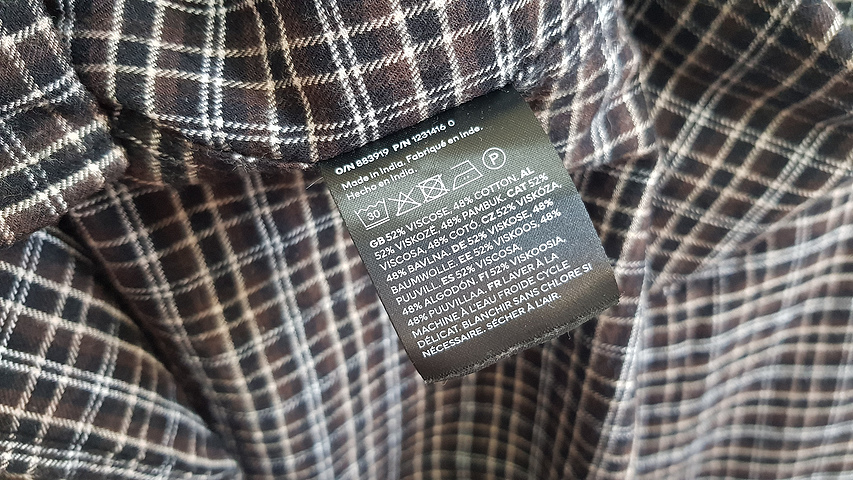 O/N 883919 P/N 1231416 0
Made in India. Fabriqué en Inde.
Hecho en India.
30 P
GB 52% VISCOSE, 48% COTTON. AL
52% VISKOZË, 48% PAMBUK. CAT 52%
VISCOSA, 48% COTÓ. CZ 52% VISKÓZA,
48% BAVLNA. DE 52% VISKOSE, 48%
BAUMWOLLE. EE 52% VISKOOS, 48%
PUUVILL. ES 52% VISCOSA,
48% ALGODÓN. FI 52% VISKOOSIA,
48% PUUVILLAA. FR LAVER À LA
MACHINE À L'EAU FROIDE CYCLE
DÉLICAT. BLANCHIR SANS CHLORE SI
NÉCESSAIRE. SÉCHER À L'AIR.